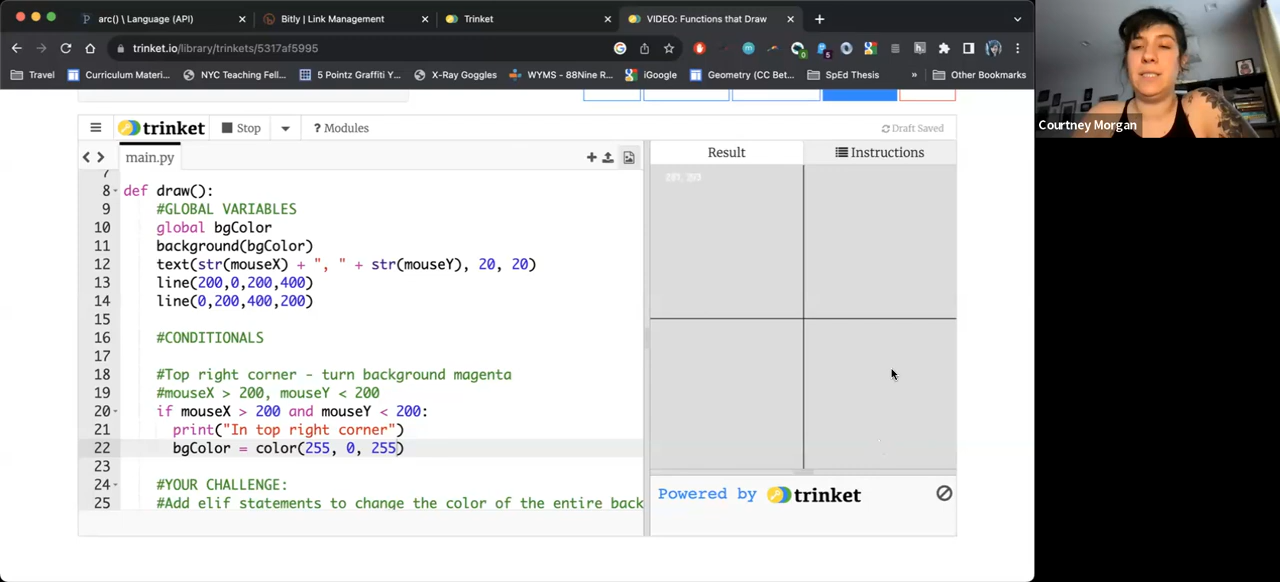 arc() \ Language (API)
Bitly | Link Management
Trinket
VIDEO: Functions that Draw
trinket.io/library/trinkets/5317af5995
Travel
Curriculum Materi...
NYC Teaching Fell...
5 Pointz Graffiti Y...
X-Ray Goggles
WYMS - 88Nine R...
iGoogle
Geometry (CC Bet...
SpEd Thesis
»
Other Bookmarks
Courtney Morgan
trinket
Stop
? Modules
Draft Saved
main.py
Result
Instructions
7
8 def draw():
9 #GLOBAL VARIABLES
10 global bgColor
11 background(bgColor)
12 text(str(mouseX) + ", " + str(mouseY), 20, 20)
13 line(200,0,200,400)
14 line(0,200,400,200)
15
16 #CONDITIONALS
17
18 #Top right corner - turn background magenta
19 #mouseX > 200, mouseY < 200
20 if mouseX > 200 and mouseY < 200:
21 print("In top right corner")
22 bgColor = color(255, 0, 255)
23
24 #YOUR CHALLENGE:
25 #Add elif statements to change the color of the entire back
Powered by trinket